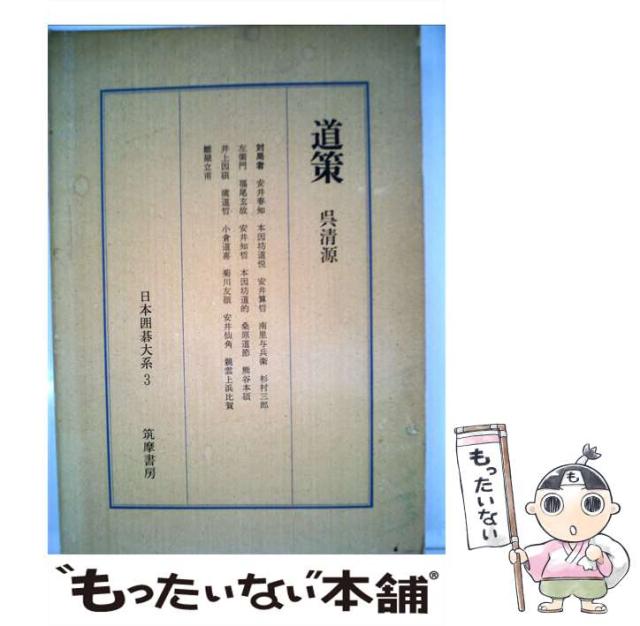 道策
呉清源
対局者 安井春知 本因坊道悦 安井算哲 南里与兵衛 杉村三郎
左衛門 福尾玄故 安井知哲 本因坊道的 桑原道節 熊谷本碩
井上因碩 濱道哲 小倉道喜 菊川友碩 安井仙角 親雲上浜比賀
雛屋立甫
日本囲碁大系 3
筑摩書房
も
もったいない
“もったいない本舗®